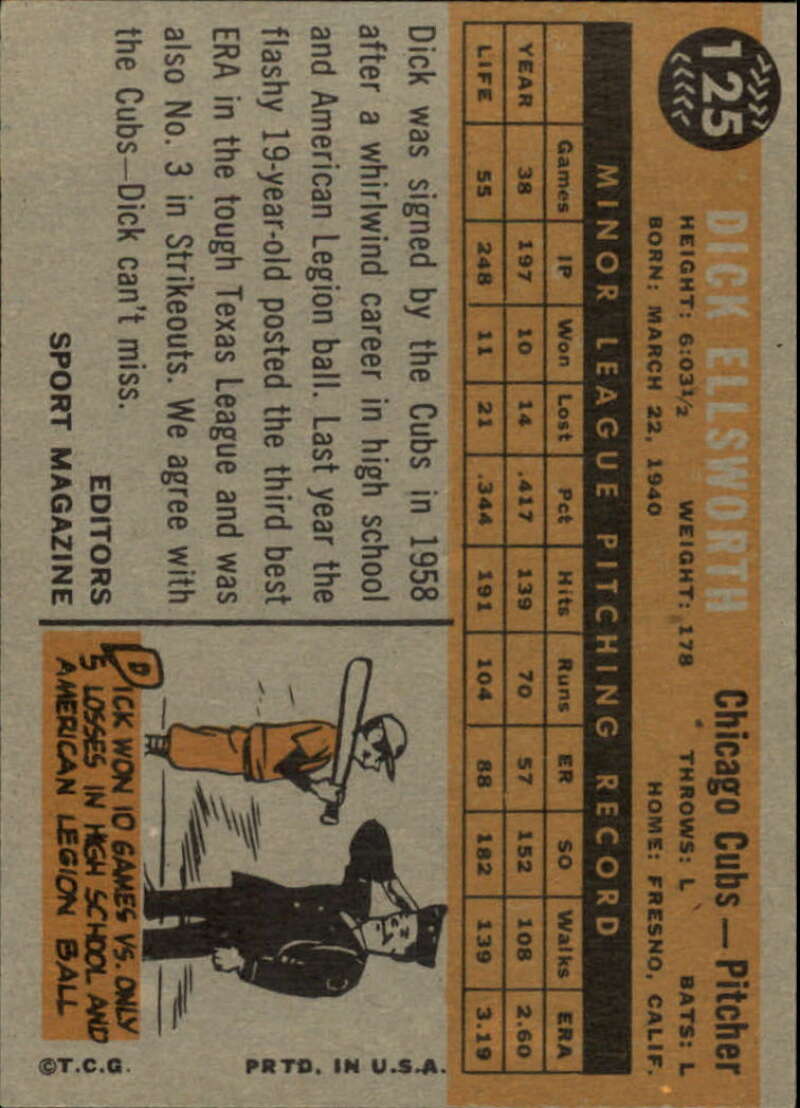 125
DICK ELLSWORTH Chicago Cubs — Pitcher
HEIGHT: 6:03½ WEIGHT: 178 THROWS: L BATS: L
BORN: MARCH 22, 1940 HOME: FRESNO, CALIF.
MINOR LEAGUE PITCHING RECORD
Games IP Won Lost Pct Hits Runs ER SO Walks ERA
YEAR 38 197 10 14 .417 139 70 57 152 108 2.60
LIFE 55 248 11 21 .344 191 104 88 182 139 3.19
Dick was signed by the Cubs in 1958
after a whirlwind career in high school
and American Legion ball. Last year the
flashy 19-year-old posted the third best
ERA in the tough Texas League and was
also No. 3 in Strikeouts. We agree with
the Cubs—Dick can't miss.
EDITORS
SPORT MAGAZINE
DICK WON 10 GAMES VS. ONLY
5 LOSSES IN HIGH SCHOOL AND
AMERICAN LEGION BALL
©T.C.G. PRTD. IN U.S.A.